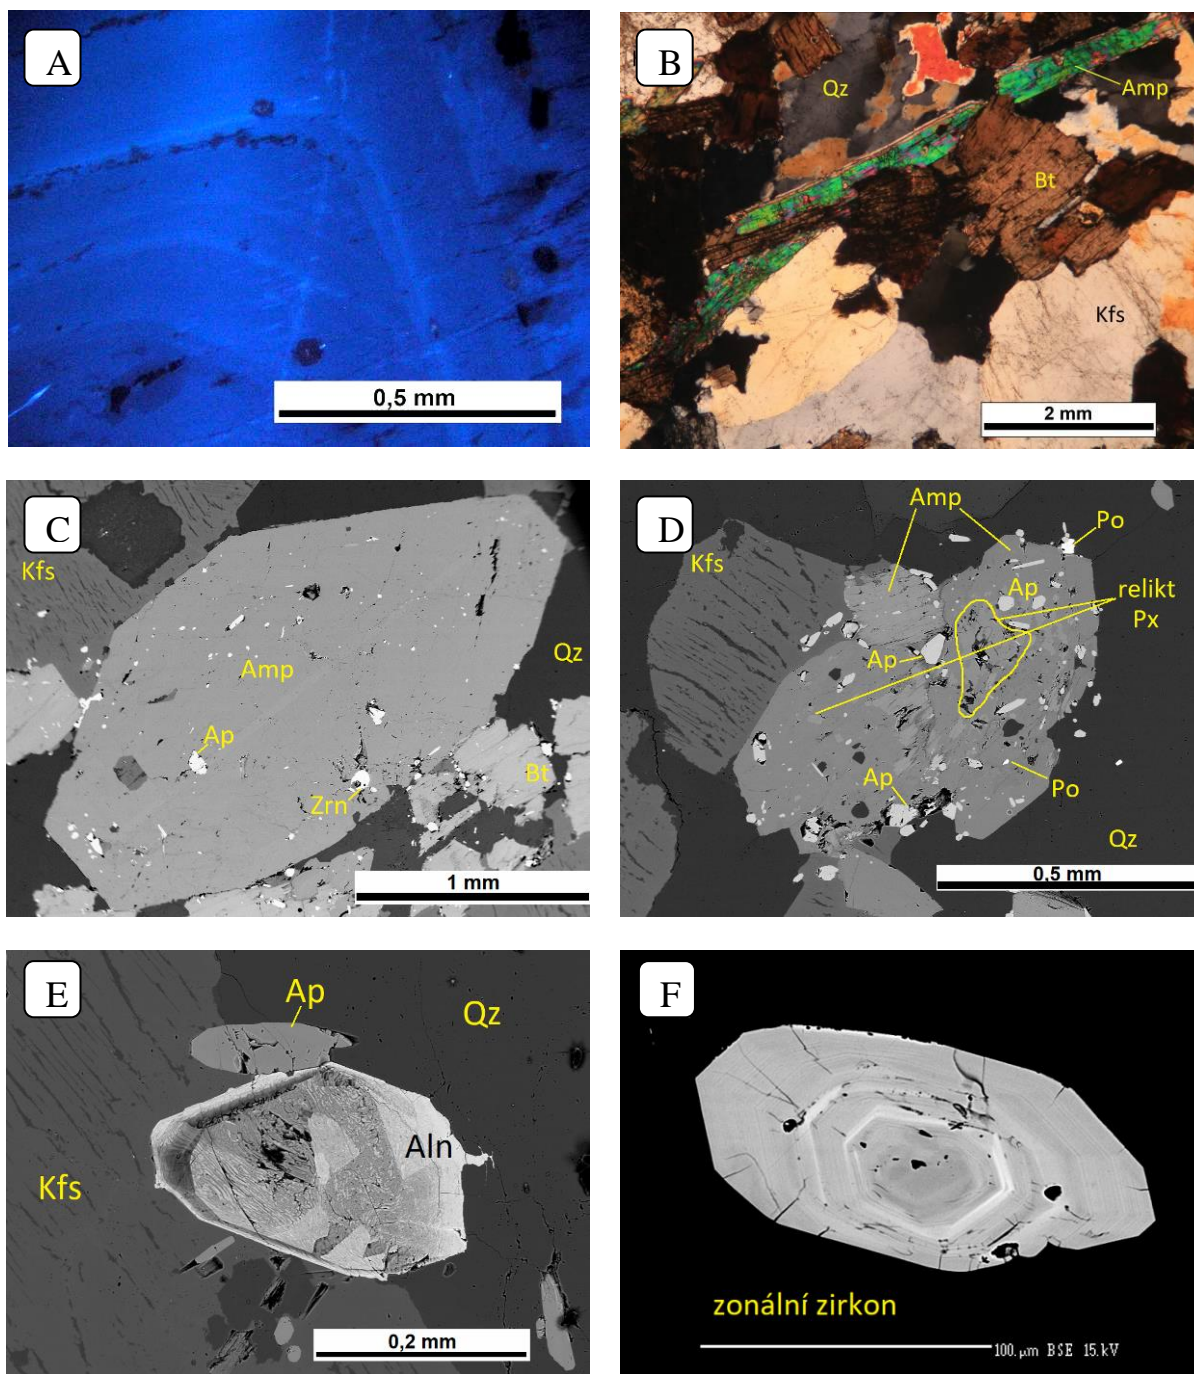 A
0,5 mm
B
Qz
Amp
Bt
Kfs
2 mm
C
Kfs
Amp
Qz
Ap
Zrn
Bt
1 mm
D
Amp
Po
Kfs
Ap
relikt
Px
Ap
Ap
Po
Qz
0,5 mm
E
Ap
Qz
Aln
Kfs
0,2 mm
F
zonální zirkon
100.µm BSE 15.kV